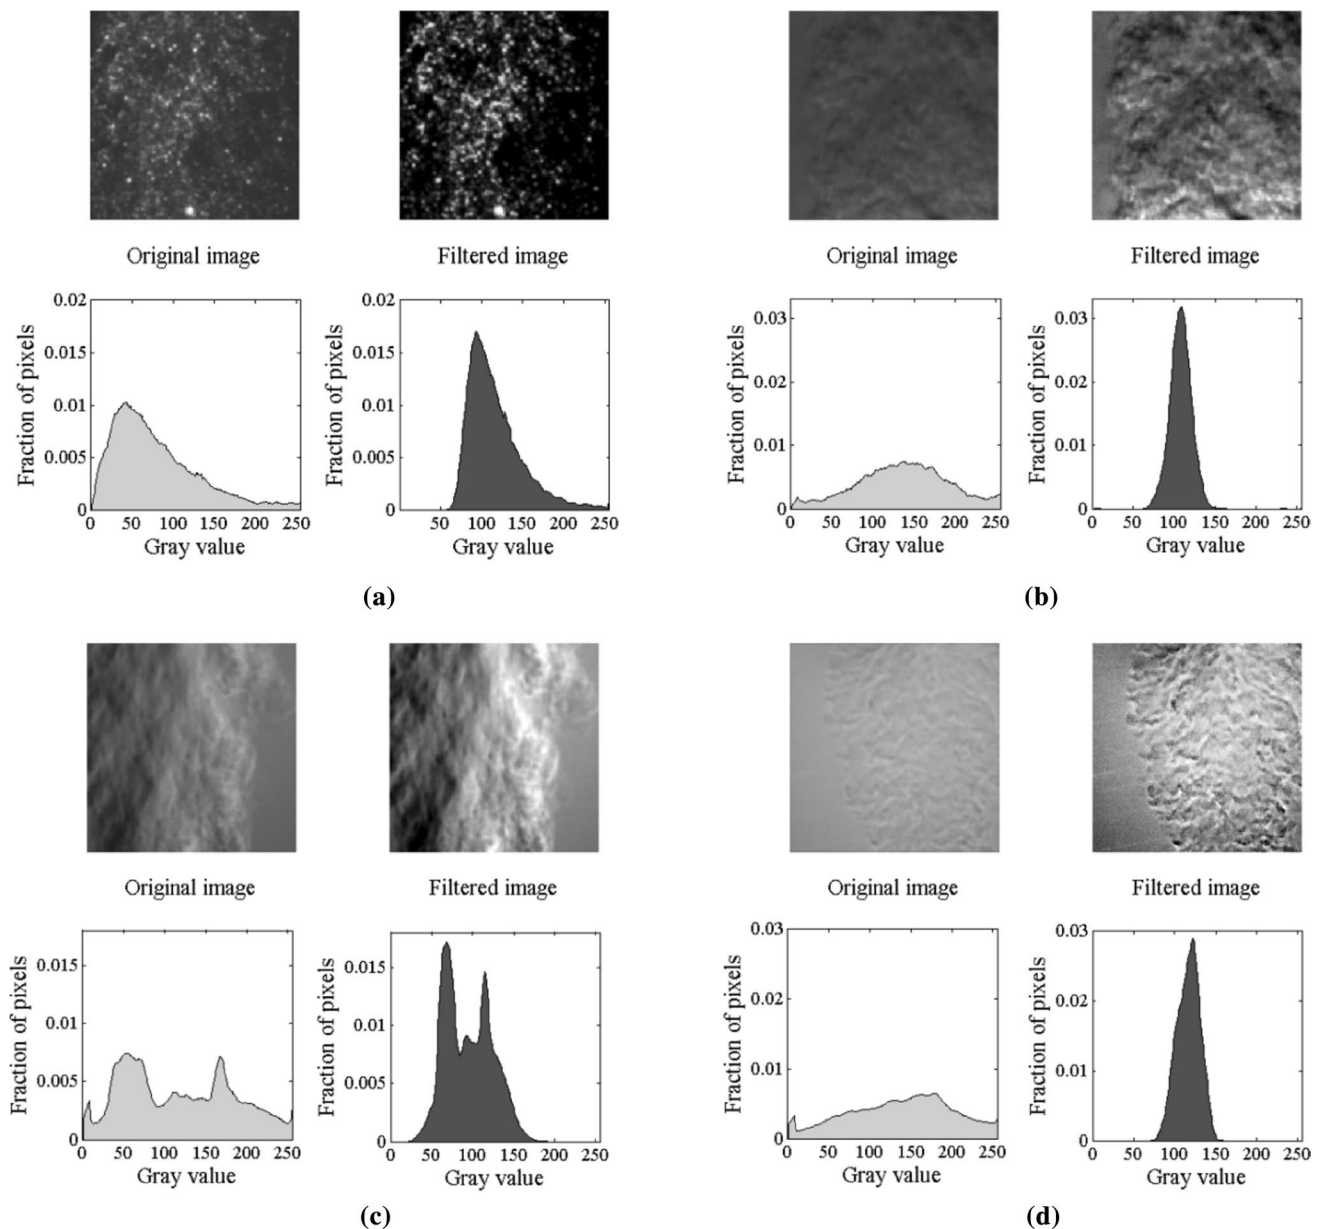 Original image
Filtered image
Fraction of pixels
0.02
0.015
0.01
0.005
0
0 50 100 150 200 250
Gray value
Fraction of pixels
0.02
0.015
0.01
0.005
0
50 100 150 200 250
Gray value
(a)
Original image
Filtered image
Fraction of pixels
0.03
0.02
0.01
0
0 50 100 150 200 250
Gray value
Fraction of pixels
0.03
0.02
0.01
0
0 50 100 150 200 250
Gray value
(b)
Original image
Filtered image
Fraction of pixels
0.015
0.01
0.005
0
0 50 100 150 200 250
Gray value
Fraction of pixels
0.015
0.01
0.005
0
0 50 100 150 200 250
Gray value
(c)
Original image
Filtered image
Fraction of pixels
0.03
0.02
0.01
0
0 50 100 150 200 250
Gray value
Fraction of pixels
0.03
0.02
0.01
0
0 50 100 150 200 250
Gray value
(d)